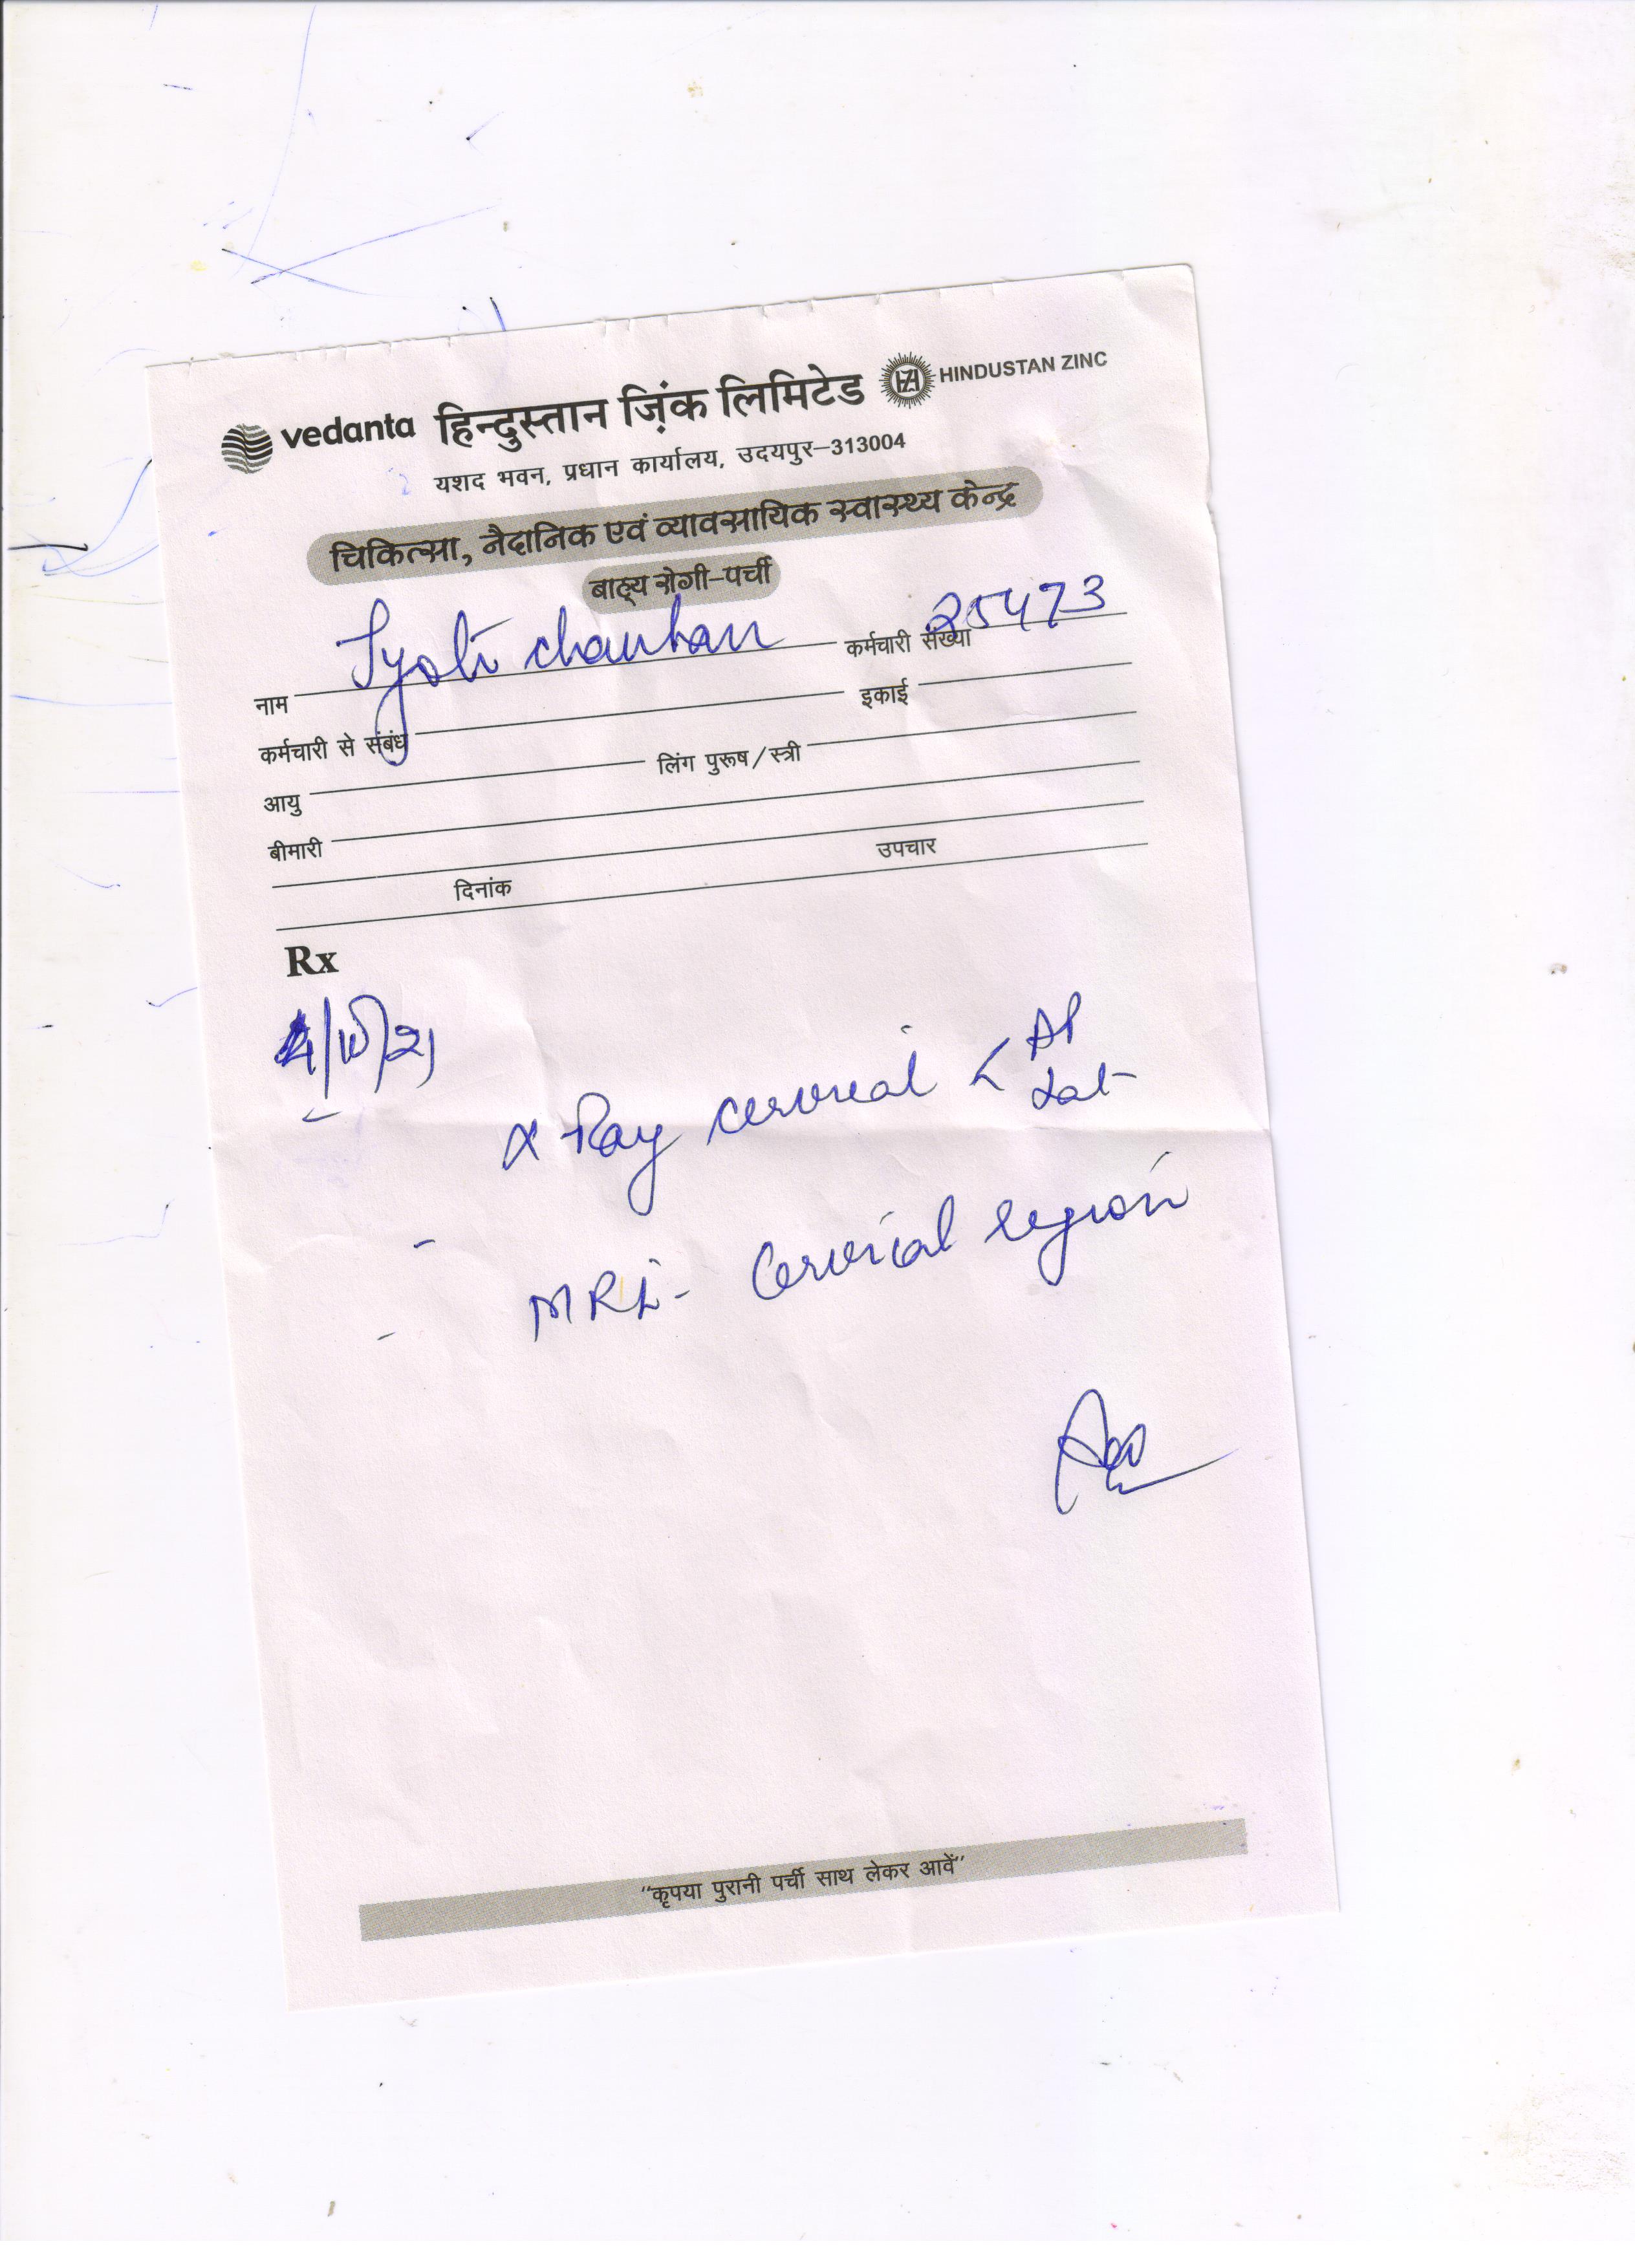 vedanta हिन्दुस्तान ज़िंक लिमिटेड HINDUSTAN ZINC
यशद भवन, प्रधान कार्यालय, उदयपुर–313004
चिकित्सा, नैदानिक एवं व्यावसायिक स्वास्थ्य केन्द्र
बाह्य रोगी–पर्ची
नाम Jyoti chauhan कर्मचारी संख्या 25473
कर्मचारी से संबंध इकाई
आयु लिंग पुरूष/स्त्री
बीमारी
दिनांक उपचार
Rx
4/10/21
X Ray cervical < AP
Lat
MRI - Cervical region
"कृपया पुरानी पर्ची साथ लेकर आवें"